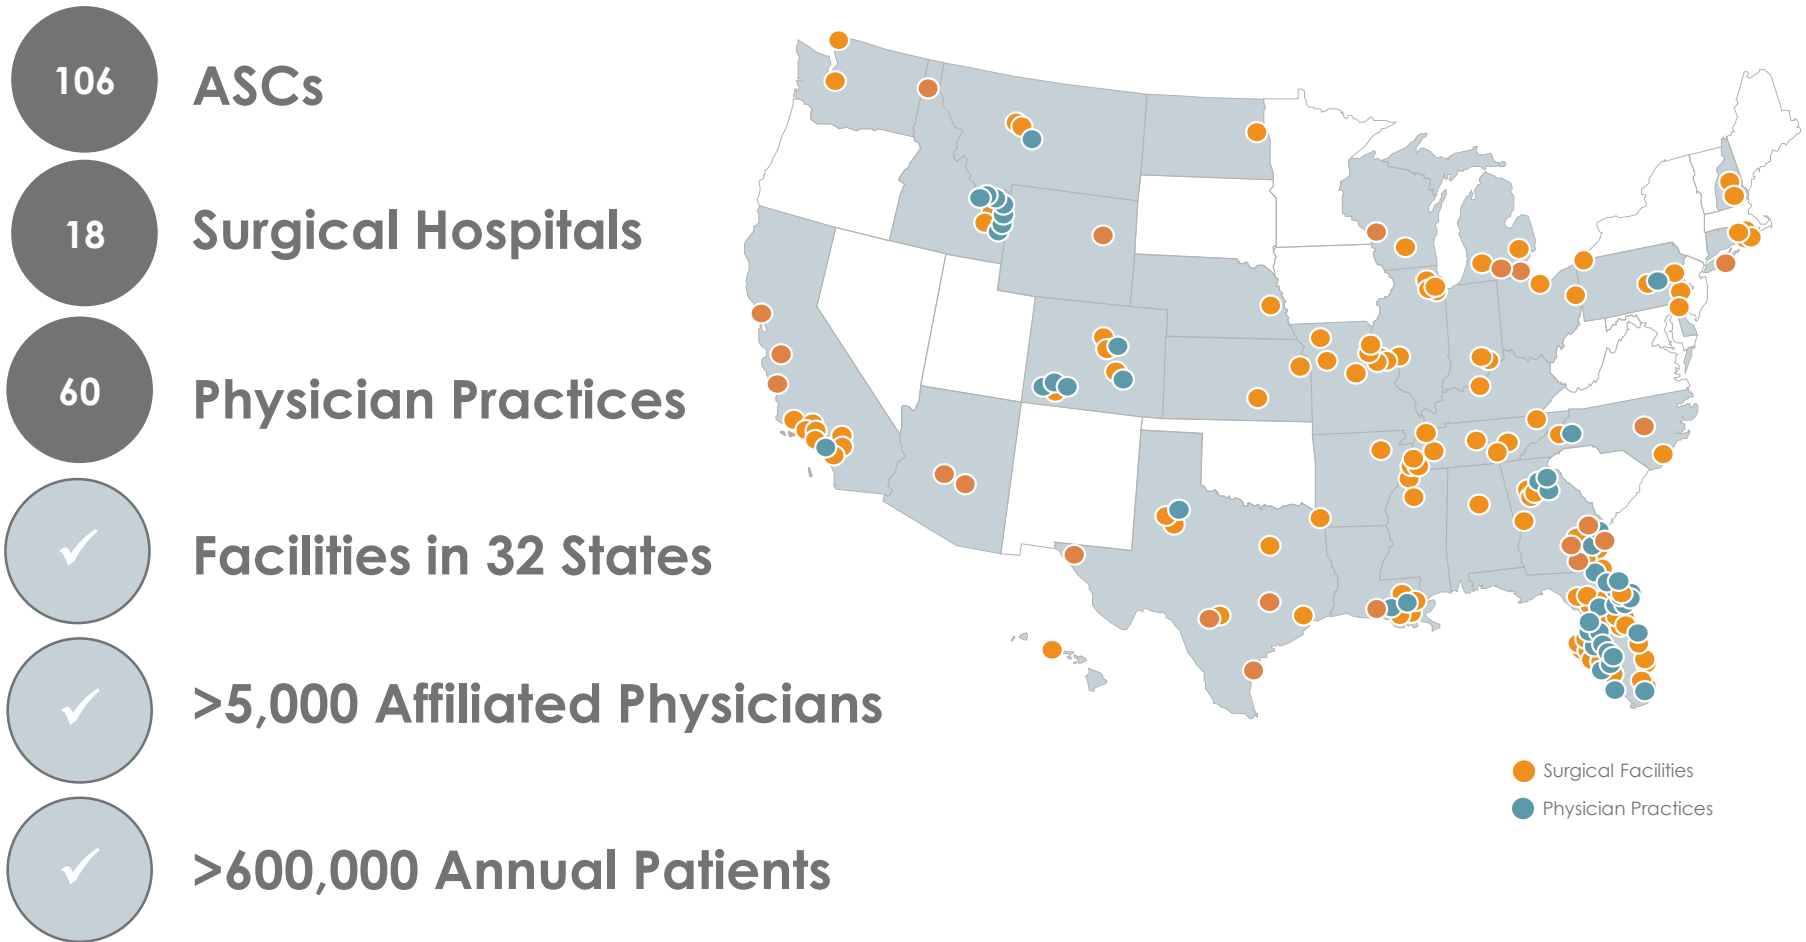 106
ASCs
18
Surgical Hospitals
60
Physician Practices
Facilities in 32 States
>5,000 Affiliated Physicians
>600,000 Annual Patients
Surgical Facilities
Physician Practices